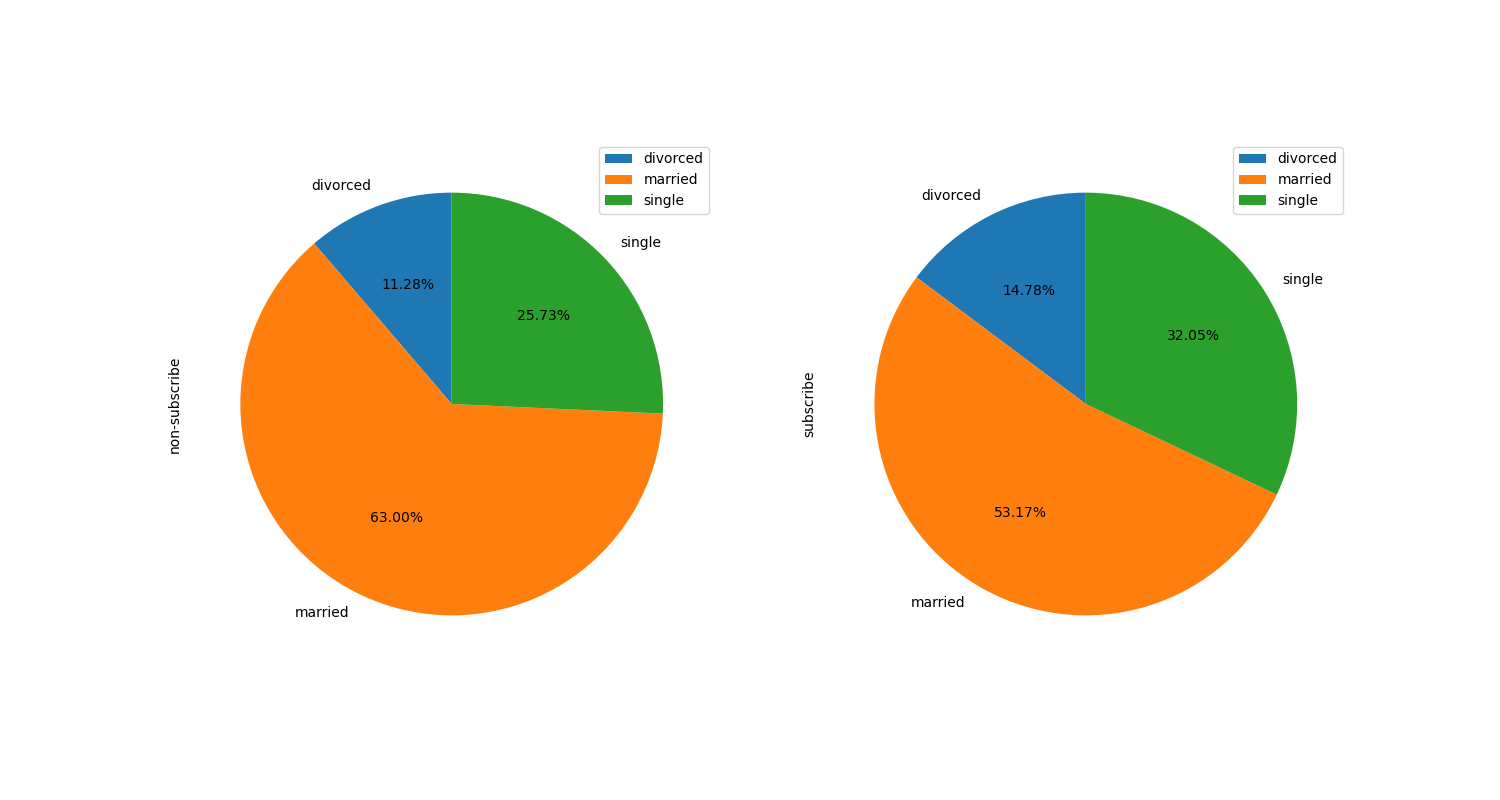 divorced
married
single
divorced
single
11.28%
25.73%
non-subscribe
63.00%
married
divorced
married
single
divorced
single
14.78%
32.05%
subscribe
53.17%
married